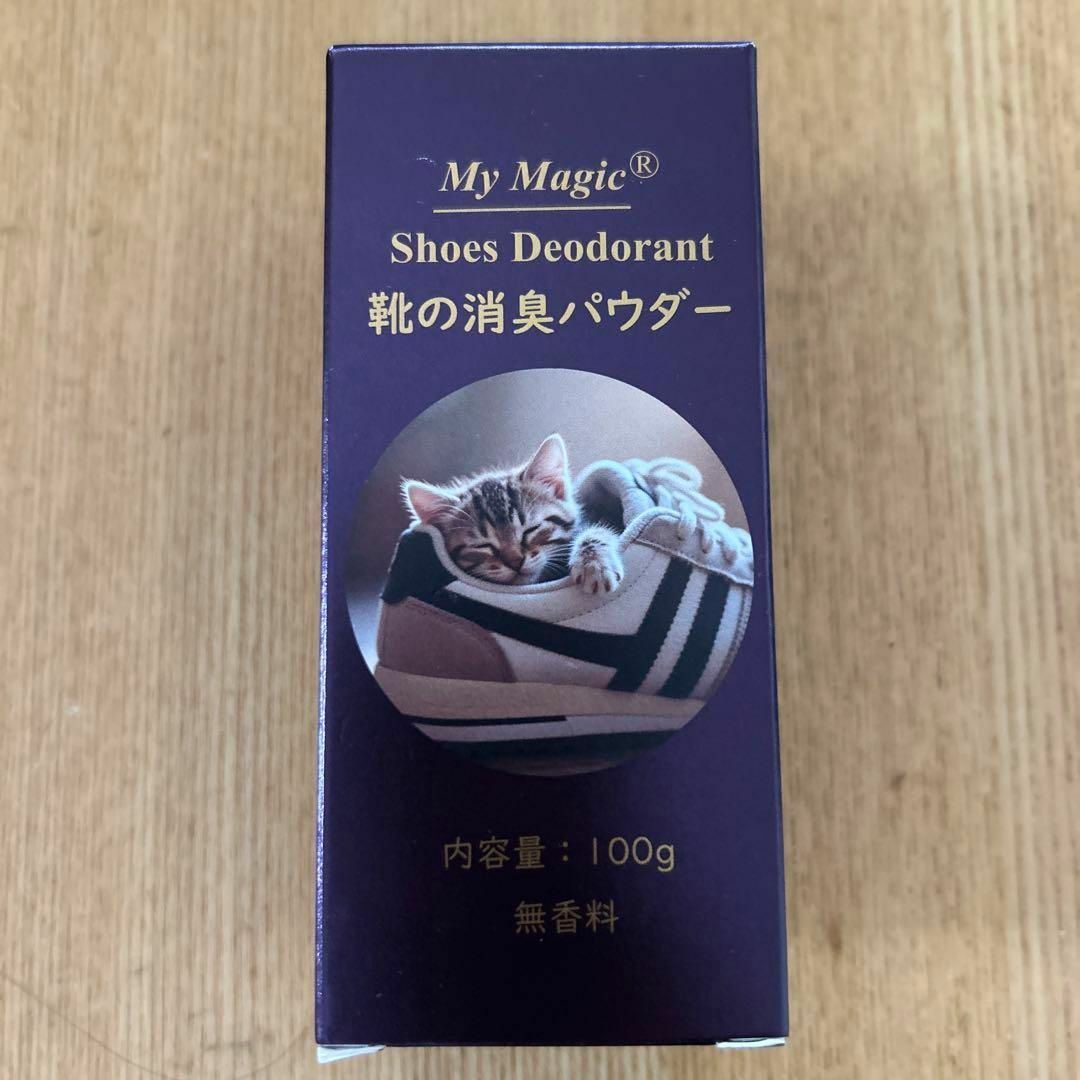 My Magic®
Shoes Deodorant
靴の消臭パウダー
内容量：100g
無香料